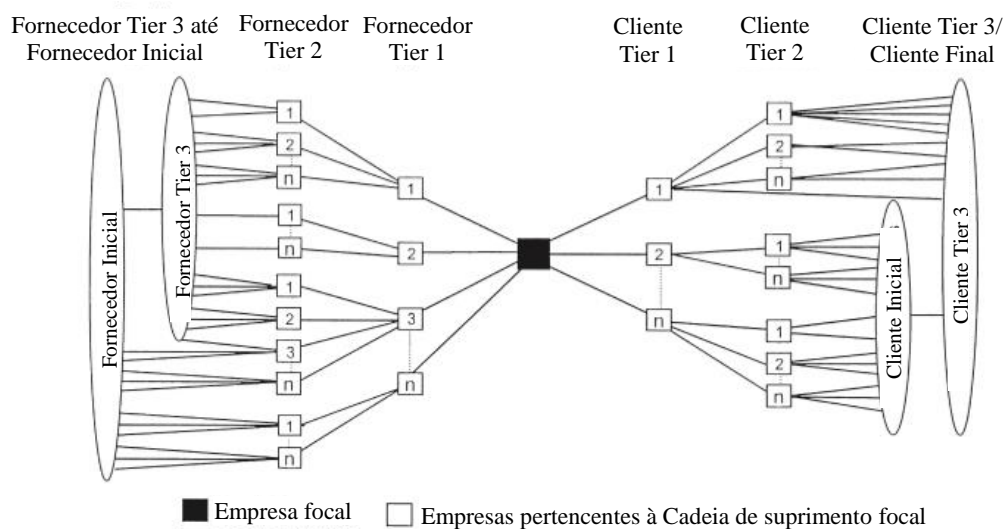 Fornecedor Tier 3 até
Fornecedor Inicial
Fornecedor
Tier 2
Fornecedor
Tier 1
Cliente
Tier 1
Cliente
Tier 2
Cliente Tier 3/
Cliente Final
Fornecedor Inicial
Fornecedor Tier 3
1
2
n
1
n
1
2
3
n
1
n
1
2
3
n
1
2
n
1
2
n
1
n
1
2
n
Cliente Inicial
Cliente Tier 3
Empresa focal
Empresas pertencentes à Cadeia de suprimento focal